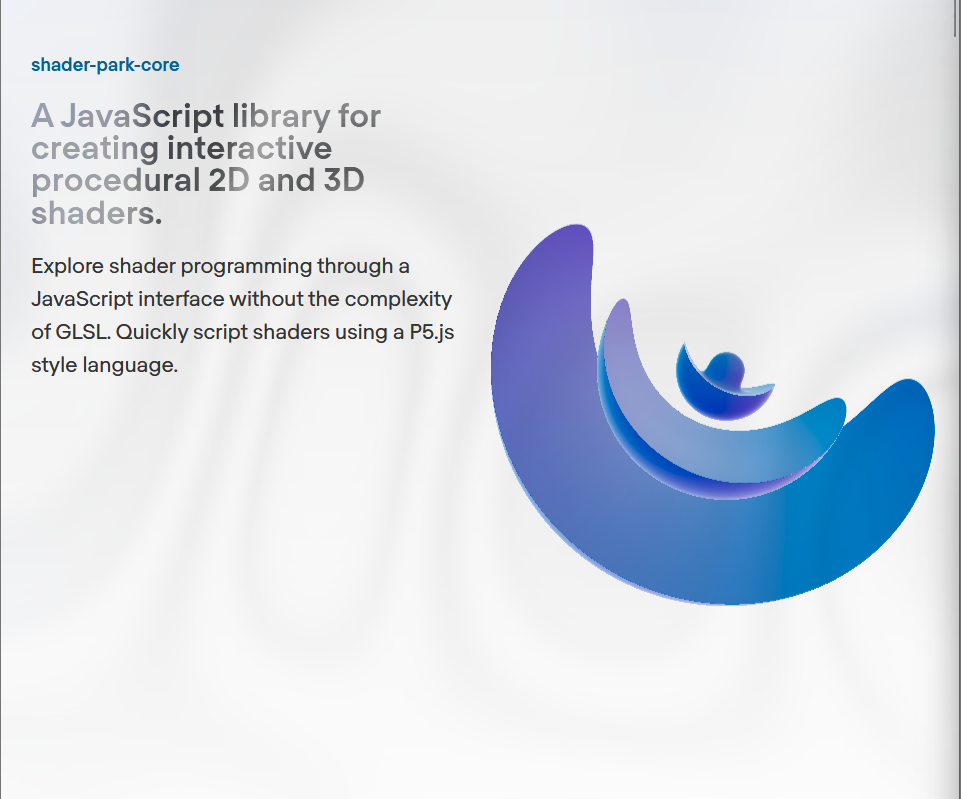 shader-park-core
A JavaScript library for
creating interactive
procedural 2D and 3D
shaders.
Explore shader programming through a
JavaScript interface without the complexity
of GLSL. Quickly script shaders using a P5.js
style language.